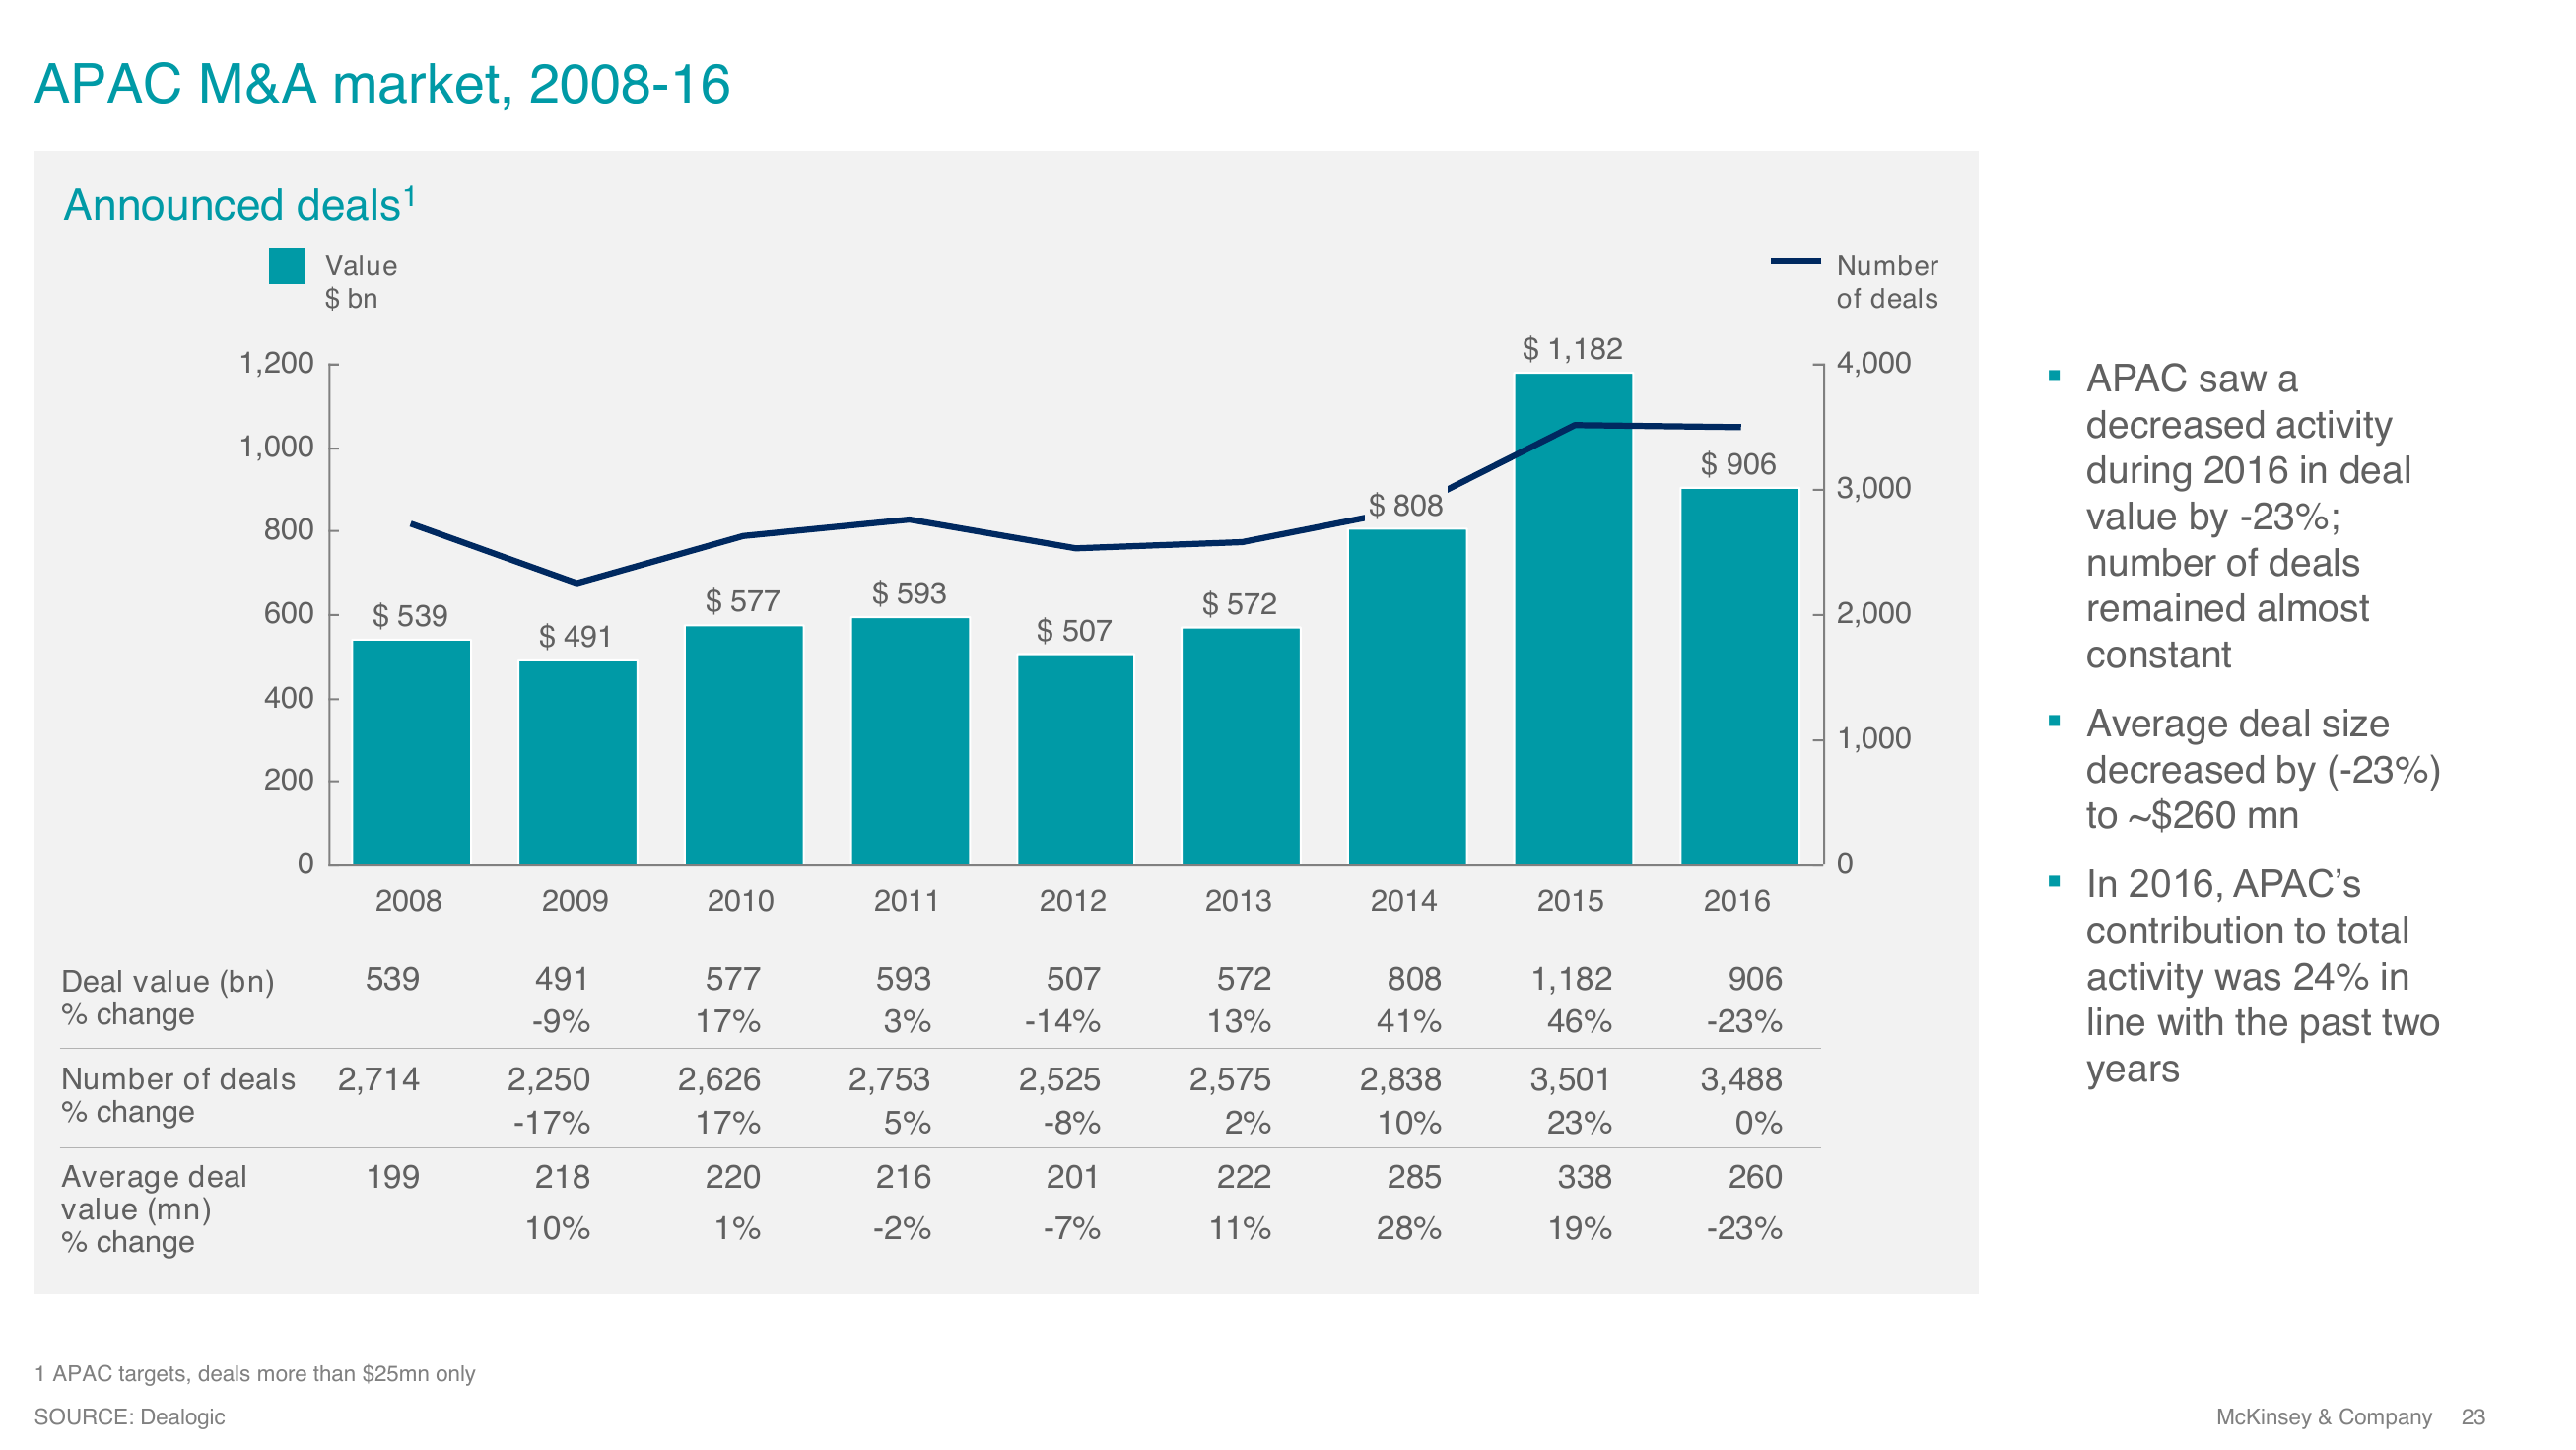 APAC M&A market, 2008-16
Announced deals1
Value
$ bn
Number
of deals
1,200
1,000
800
600
400
200
0
4,000
3,000
2,000
1,000
0
$ 539
$ 491
$ 577
$ 593
$ 507
$ 572
$ 808
$ 1,182
$ 906
2008 2009 2010 2011 2012 2013 2014 2015 2016
Deal value (bn) 539 491 577 593 507 572 808 1,182 906
% change -9% 17% 3% -14% 13% 41% 46% -23%
Number of deals 2,714 2,250 2,626 2,753 2,525 2,575 2,838 3,501 3,488
% change -17% 17% 5% -8% 2% 10% 23% 0%
Average deal 199 218 220 216 201 222 285 338 260
value (mn)
% change 10% 1% -2% -7% 11% 28% 19% -23%
▪ APAC saw a
decreased activity
during 2016 in deal
value by -23%;
number of deals
remained almost
constant
▪ Average deal size
decreased by (-23%)
to ~$260 mn
▪ In 2016, APAC’s
contribution to total
activity was 24% in
line with the past two
years
1 APAC targets, deals more than $25mn only
SOURCE: Dealogic
McKinsey & Company 23